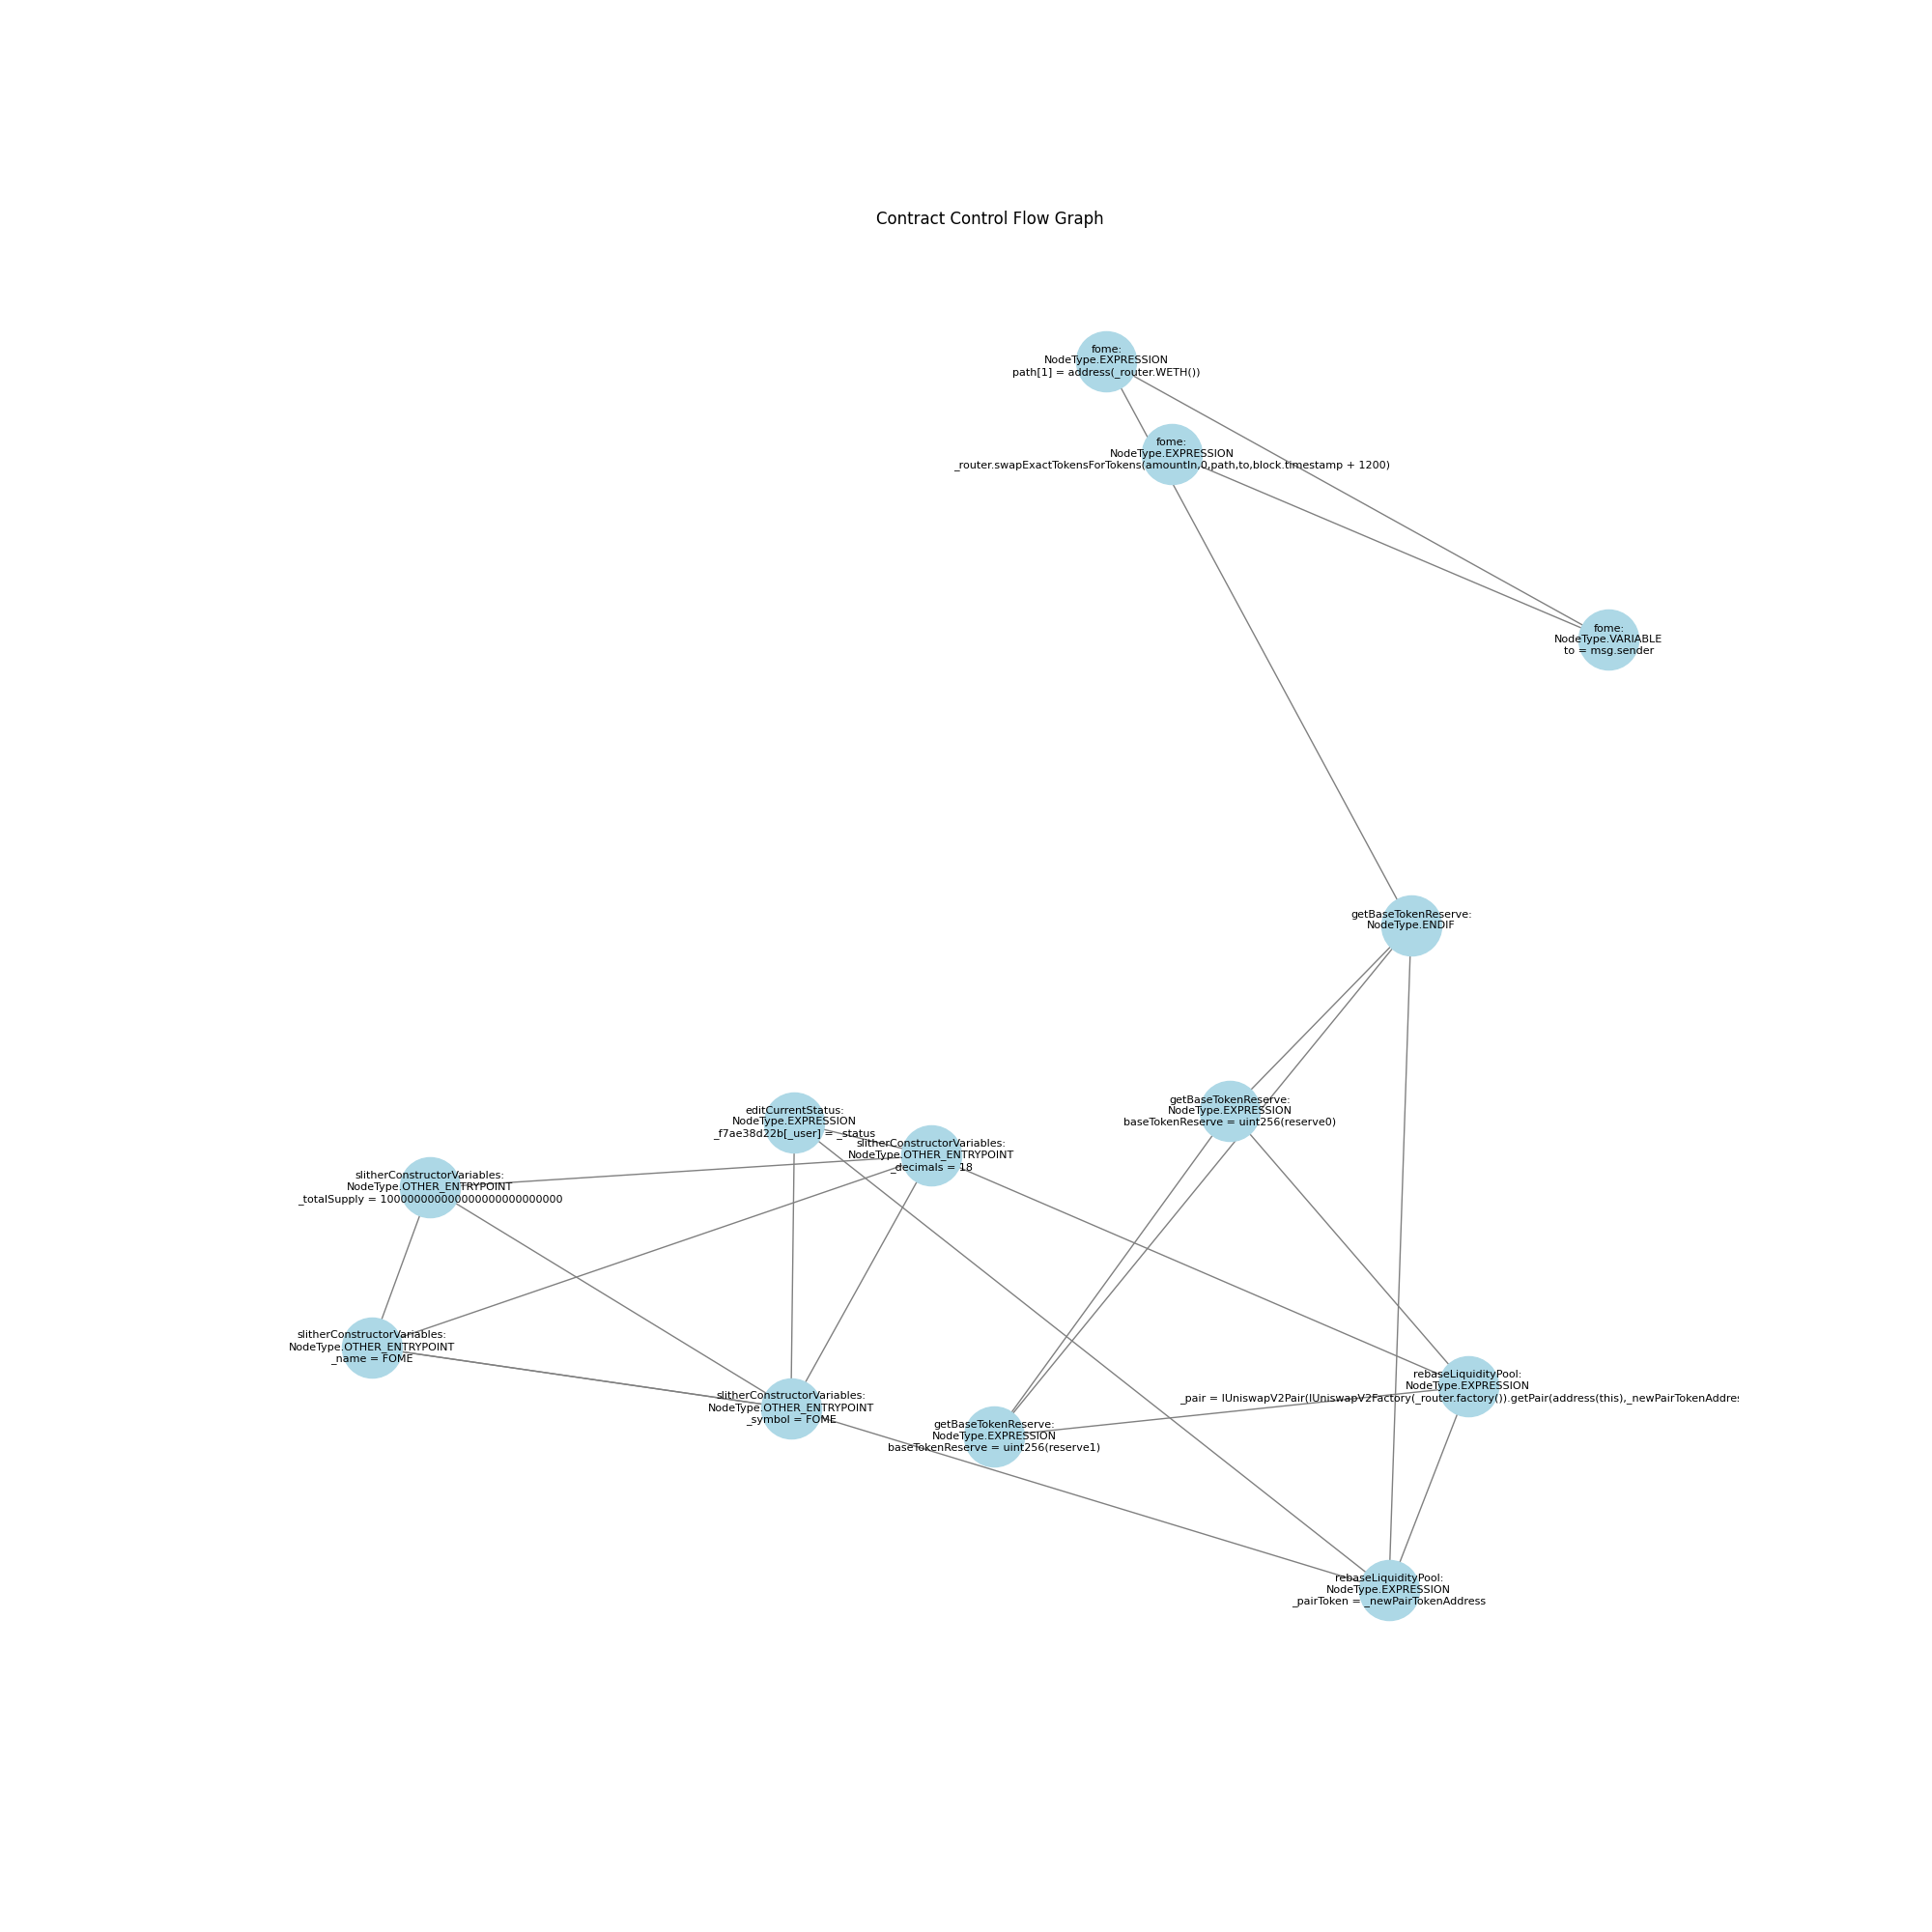 Contract Control Flow Graph
fome:
NodeType.EXPRESSION
path[1] = address(_router.WETH())
fome:
NodeType.EXPRESSION
_router.swapExactTokensForTokens(amountIn,0,path,to,block.timestamp + 1200)
fome:
NodeType.VARIABLE
to = msg.sender
getBaseTokenReserve:
NodeType.ENDIF
getBaseTokenReserve:
NodeType.EXPRESSION
baseTokenReserve = uint256(reserve0)
editCurrentStatus:
NodeType.EXPRESSION
_f7ae38d22b[_user] = _status
slitherConstructorVariables:
NodeType.OTHER_ENTRYPOINT
_decimals = 18
slitherConstructorVariables:
NodeType.OTHER_ENTRYPOINT
_totalSupply =
slitherConstructorVariables:
NodeType.OTHER_ENTRYPOINT
_name = FOME
rebaseLiquidityPool:
NodeType.EXPRESSION
_pair = IUniswapV2Pair(IUniswapV2Factory(_router.factory()).getPair(address(this),_newPairTokenAddres
slitherConstructorVariables:
NodeType.OTHER_ENTRYPOINT
_symbol = FOME
getBaseTokenReserve:
NodeType.EXPRESSION
baseTokenReserve = uint256(reserve1)
rebaseLiquidityPool:
NodeType.EXPRESSION
_pairToken = _newPairTokenAddress